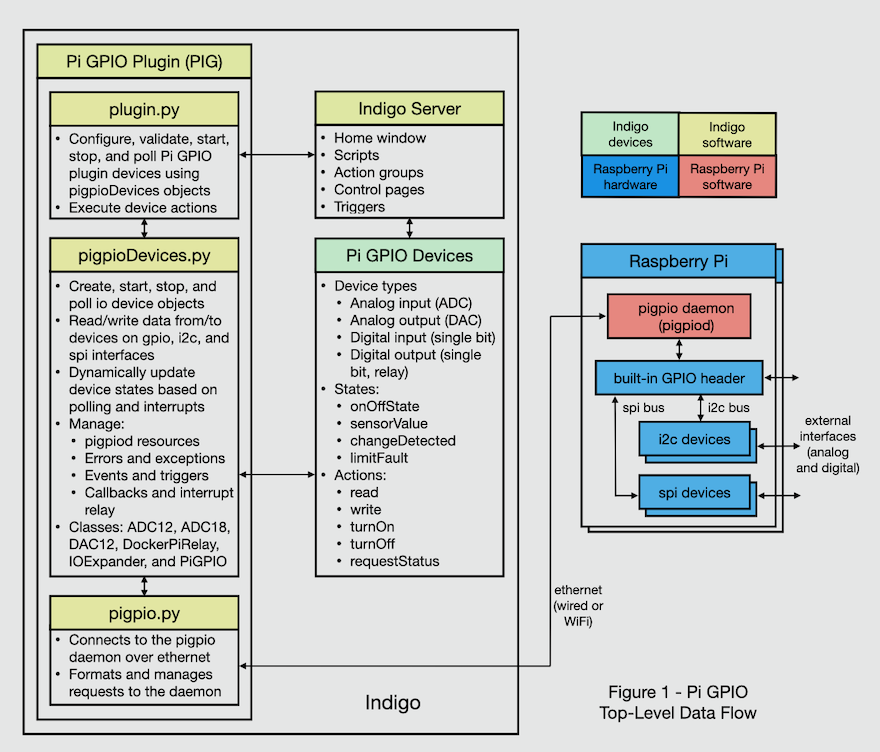 Pi GPIO Plugin (PIG)
plugin.py
• Configure, validate, start,
stop, and poll Pi GPIO
plugin devices using
pigpioDevices objects
• Execute device actions
pigpioDevices.py
• Create, start, stop, and
poll io device objects
• Read/write data from/to
devices on gpio, i2c, and
spi interfaces
• Dynamically update
device states based on
polling and interrupts
• Manage:
• pigpiod resources
• Errors and exceptions
• Events and triggers
• Callbacks and interrupt
relay
• Classes: ADC12, ADC18,
DAC12, DockerPiRelay,
IOExpander, and PiGPIO
pigpio.py
• Connects to the pigpio
daemon over ethernet
• Formats and manages
requests to the daemon
Indigo Server
• Home window
• Scripts
• Action groups
• Control pages
• Triggers
Pi GPIO Devices
• Device types
• Analog input (ADC)
• Analog output (DAC)
• Digital input (single bit)
• Digital output (single
bit, relay)
• States:
• onOffState
• sensorValue
• changeDetected
• limitFault
• Actions:
• read
• write
• turnOn
• turnOff
• requestStatus
Indigo
Indigo
devices
Indigo
software
Raspberry Pi
hardware
Raspberry Pi
software
Raspberry Pi
pigpio daemon
(pigpiod)
built-in GPIO header
spi bus
i2c bus
i2c devices
spi devices
external
interfaces
(analog
and digital)
ethernet
(wired or
WiFi)
Figure 1 - Pi GPIO
Top-Level Data Flow